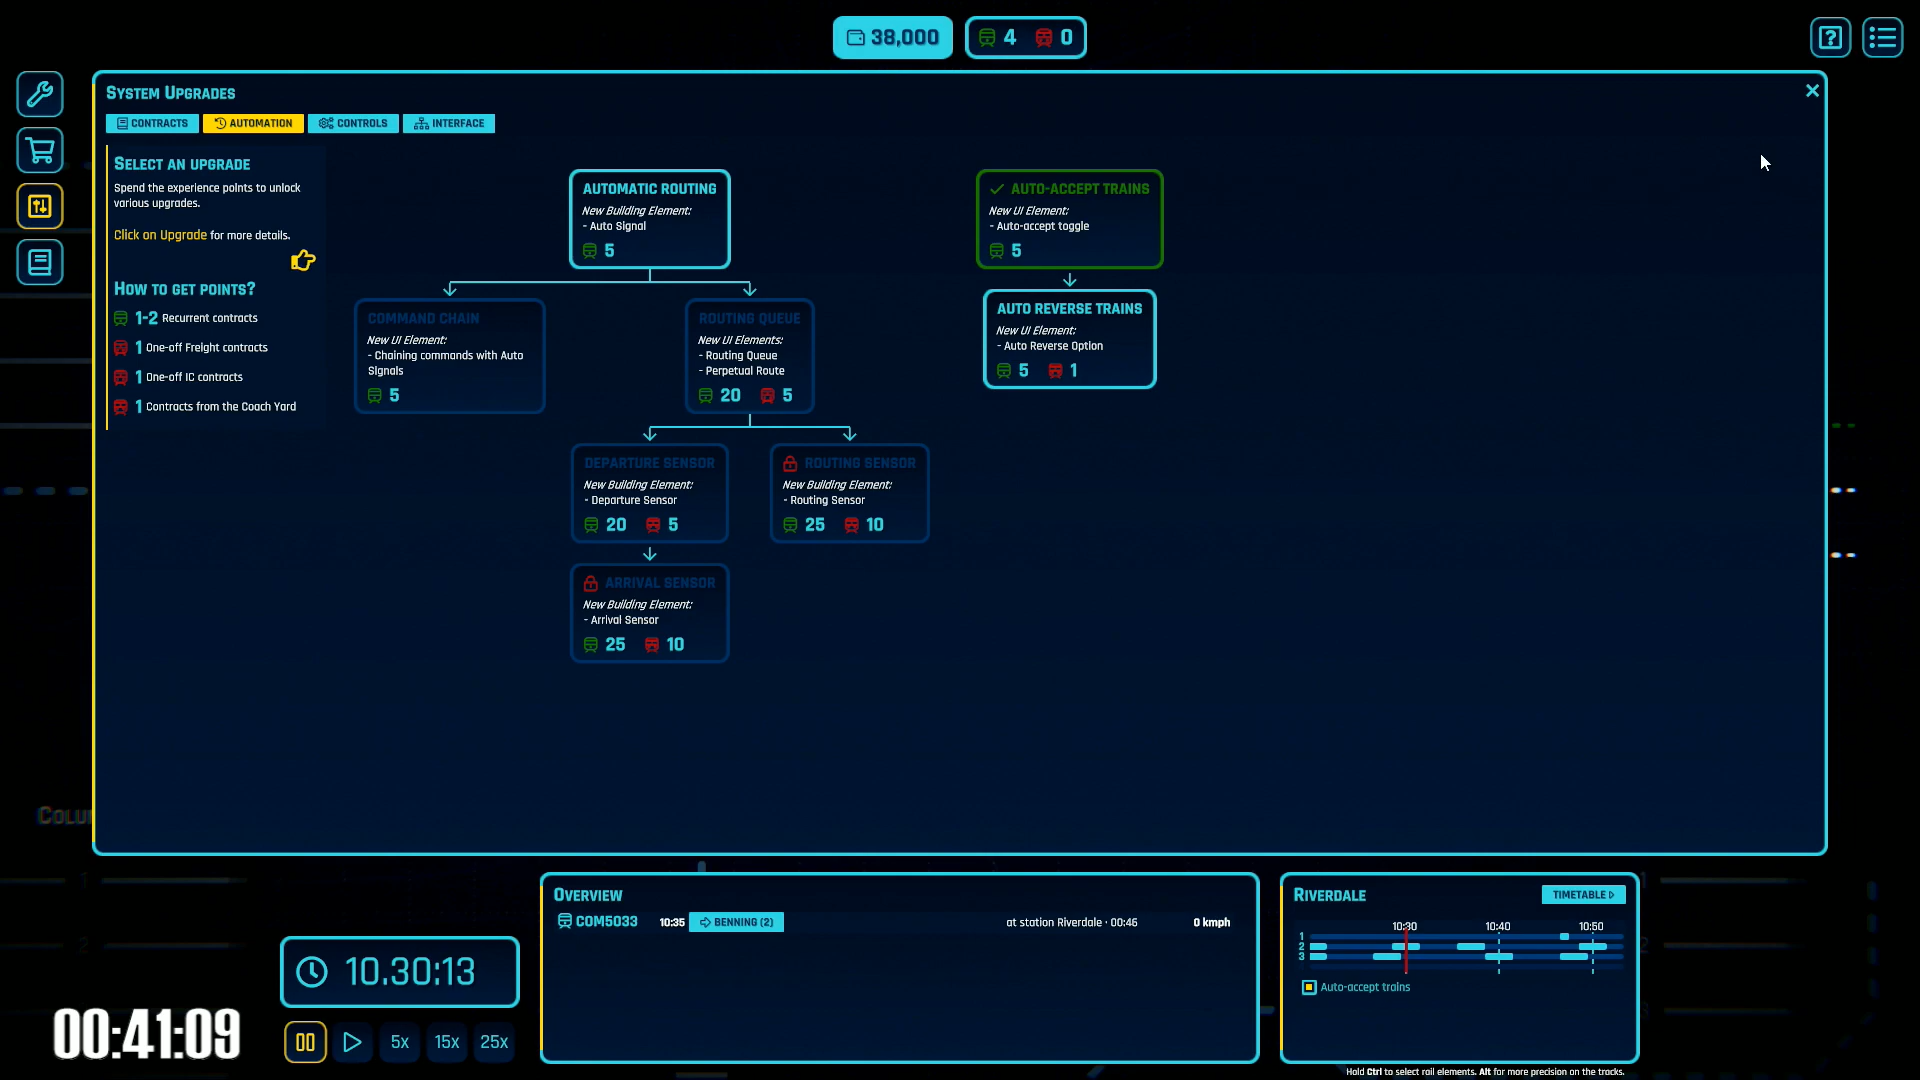 38,000
4 0
SYSTEM UPGRADES
CONTRACTS AUTOMATION CONTROLS INTERFACE
SELECT AN UPGRADE
Spend the experience points to unlock
various upgrades.
Click on Upgrade for more details.
HOW TO GET POINTS?
1-2 Recurrent contracts
1 One-off Freight contracts
1 One-off IC contracts
1 Contracts from the Coach Yard
AUTOMATIC ROUTING
New Building Element:
- Auto Signal
5
AUTO-ACCEPT TRAINS
New UI Element:
- Auto-accept toggle
5
COMMAND CHAIN
New UI Element:
- Chaining commands with Auto
Signals
5
ROUTING QUEUE
New UI Elements:
- Routing Queue
- Perpetual Route
20 5
AUTO REVERSE TRAINS
New UI Element:
- Auto Reverse Option
5 1
DEPARTURE SENSOR
New Building Element:
- Departure Sensor
20 5
ROUTING SENSOR
New Building Element:
- Routing Sensor
25 10
ARRIVAL SENSOR
New Building Element:
- Arrival Sensor
25 10
COLU
OVERVIEW
COM5033 10:35 BENNING (2) at station Riverdale · 00:46 0 kmph
RIVERDALE TIMETABLE
10:30 10:40 10:50
1
2
3
Auto-accept trains
10.30:13
5x 15x 25x
00:41:09
Hold Ctrl to select rail elements. Alt for more precision on the tracks.